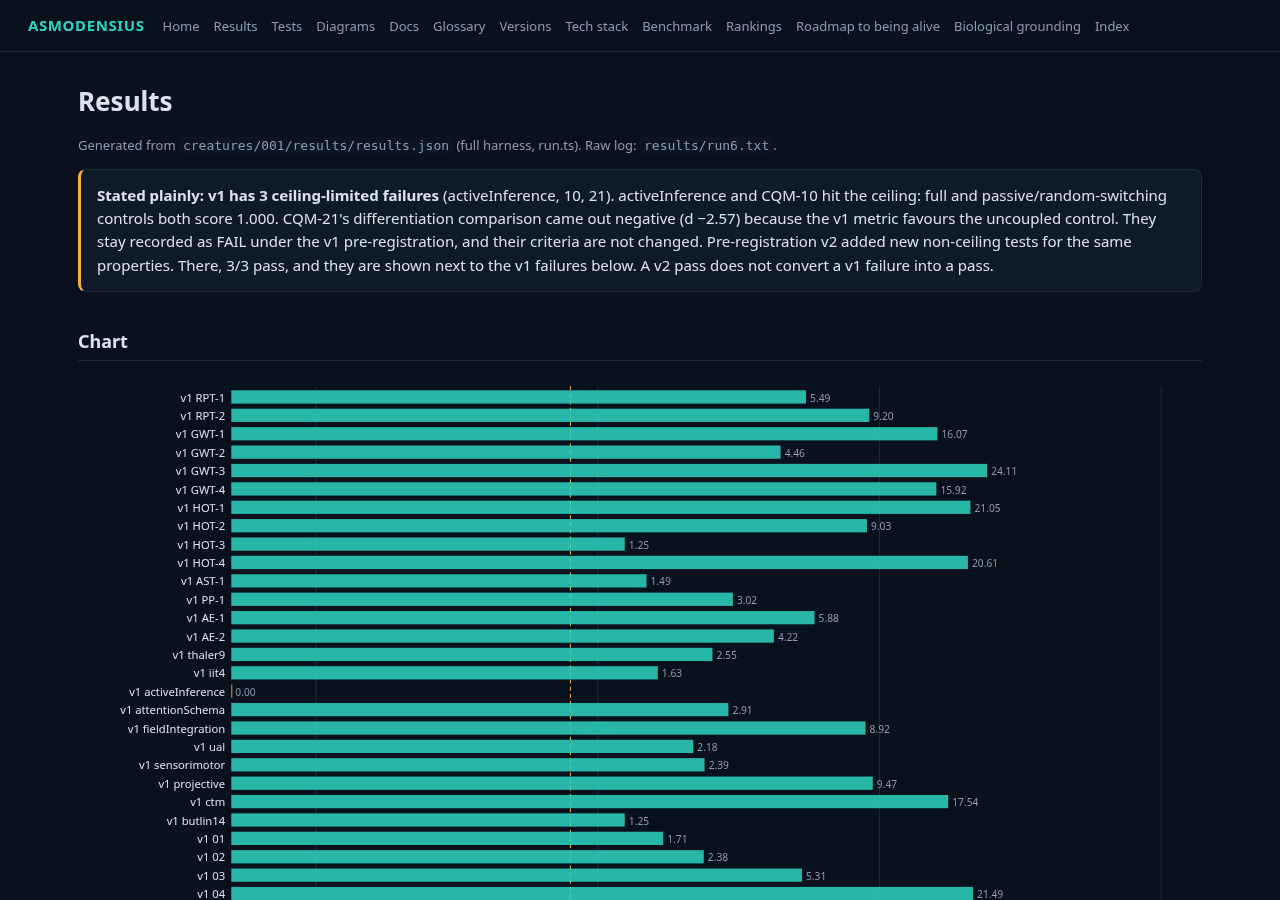 ASMODENSIUS Home Results Tests Diagrams Docs Glossary Versions Tech stack Benchmark Rankings Roadmap to being alive Biological grounding Index
Results
Generated from creatures/001/results/results.json (full harness, run.ts). Raw log: results/run6.txt.
Stated plainly: v1 has 3 ceiling-limited failures (activeInference, 10, 21). activeInference and CQM-10 hit the ceiling: full and passive/random-switching
controls both score 1.000. CQM-21's differentiation comparison came out negative (d −2.57) because the v1 metric favours the uncoupled control. They
stay recorded as FAIL under the v1 pre-registration, and their criteria are not changed. Pre-registration v2 added new non-ceiling tests for the same
properties. There, 3/3 pass, and they are shown next to the v1 failures below. A v2 pass does not convert a v1 failure into a pass.
Chart
v1 RPT-1 5.49
v1 RPT-2 9.20
v1 GWT-1 16.07
v1 GWT-2 4.46
v1 GWT-3 24.11
v1 GWT-4 15.92
v1 HOT-1 21.05
v1 HOT-2 9.03
v1 HOT-3 1.25
v1 HOT-4 20.61
v1 AST-1 1.49
v1 PP-1 3.02
v1 AE-1 5.88
v1 AE-2 4.22
v1 thaler9 2.55
v1 iit4 1.63
v1 activeInference 0.00
v1 attentionSchema 2.91
v1 fieldIntegration 8.92
v1 ual 2.18
v1 sensorimotor 2.39
v1 projective 9.47
v1 ctm 17.54
v1 butlin14 1.25
v1 01 1.71
v1 02 2.38
v1 03 5.31
v1 04 21.49